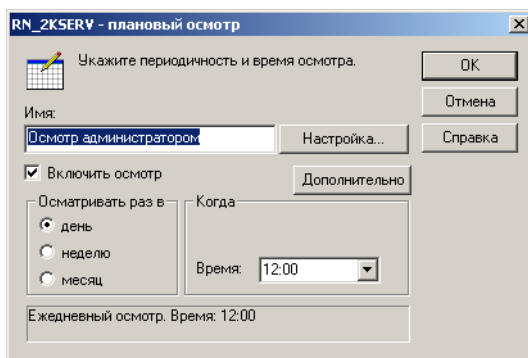 RN_2KSERV - плановый осмотр
Укажите периодичность и время осмотра.
OK
Отмена
Справка
Имя:
Осмотр администратором
Настройка...
Включить осмотр
Дополнительно
Осматривать раз в
день
неделю
месяц
Когда
Время: 12:00
Ежедневный осмотр. Время: 12:00